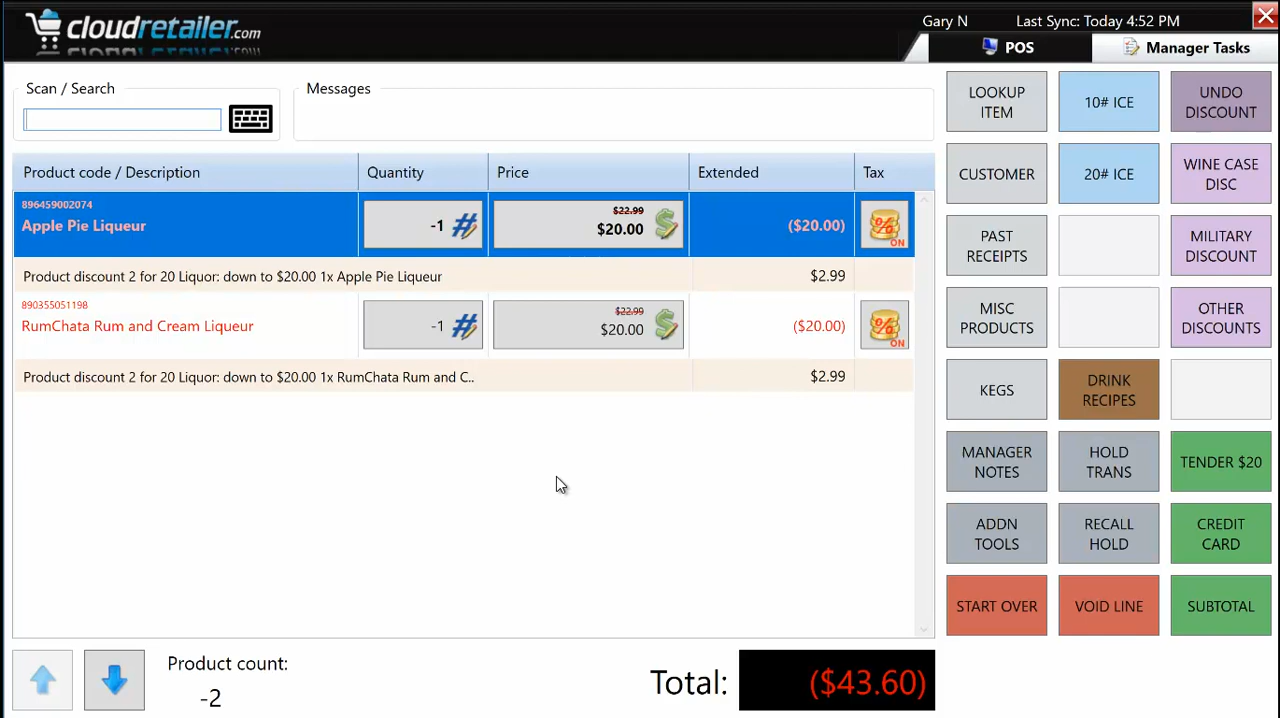 cloudretailer.com
Gary N
Last Sync: Today 4:52 PM
POS
Manager Tasks
Scan / Search
Messages
Product code / Description
Quantity
Price
Extended
Tax
896459002074
Apple Pie Liqueur
-1
$22.99
$20.00
($20.00)
ON
Product discount 2 for 20 Liquor: down to $20.00 1x Apple Pie Liqueur
$2.99
890355051198
RumChata Rum and Cream Liqueur
-1
$22.99
$20.00
($20.00)
ON
Product discount 2 for 20 Liquor: down to $20.00 1x RumChata Rum and C..
$2.99
Product count:
-2
Total:
($43.60)
LOOKUP
ITEM
10# ICE
UNDO
DISCOUNT
CUSTOMER
20# ICE
WINE CASE
DISC
PAST
RECEIPTS
MILITARY
DISCOUNT
MISC
PRODUCTS
OTHER
DISCOUNTS
KEGS
DRINK
RECIPES
MANAGER
NOTES
HOLD
TRANS
TENDER $20
ADDN
TOOLS
RECALL
HOLD
CREDIT
CARD
START OVER
VOID LINE
SUBTOTAL